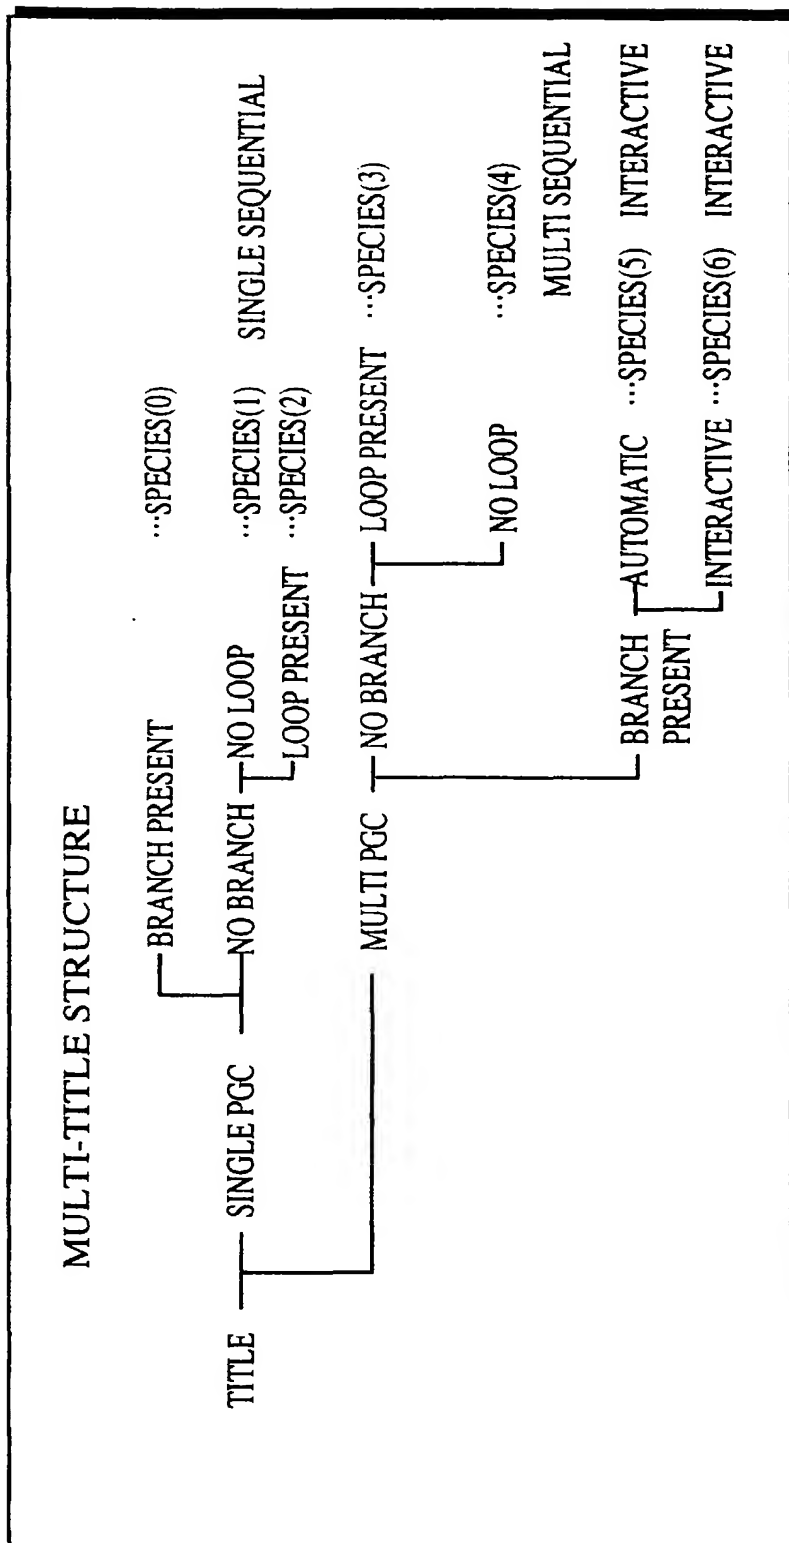 MULTI-TITLE STRUCTURE
BRANCH PRESENT ...SPECIES(0)
TITLE SINGLE PGC NO BRANCH NO LOOP ...SPECIES(1) SINGLE SEQUENTIAL
LOOP PRESENT ...SPECIES(2)
MULTI PGC NO BRANCH LOOP PRESENT ...SPECIES(3)
NO LOOP ...SPECIES(4)
MULTI SEQUENTIAL
BRANCH AUTOMATIC ...SPECIES(5) INTERACTIVE
PRESENT
INTERACTIVE ...SPECIES(6) INTERACTIVE